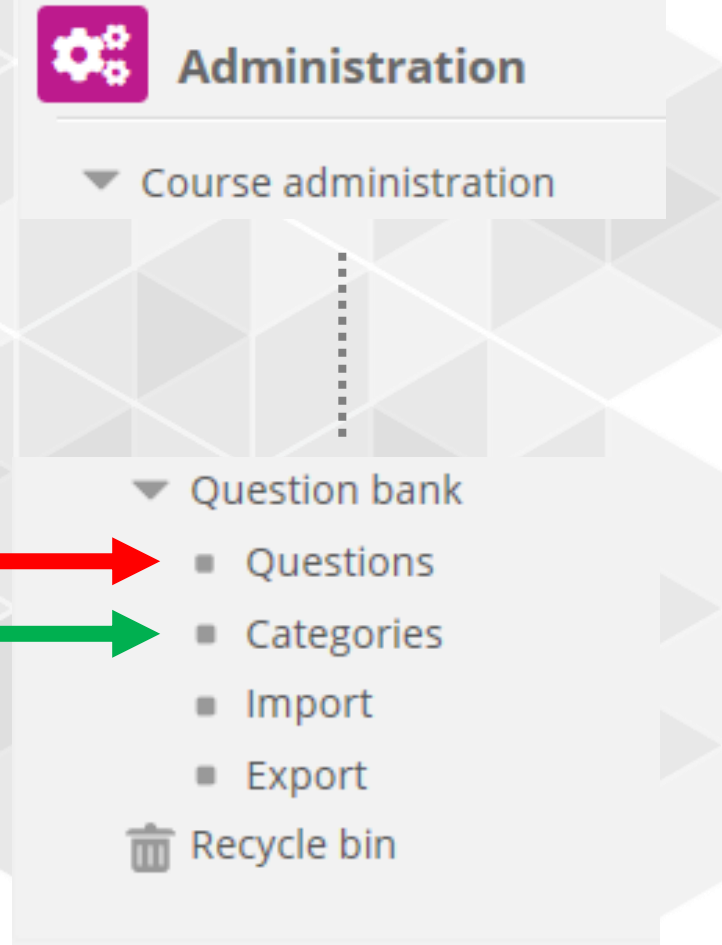 Administration
Course administration
Question bank
Questions
Categories
Import
Export
Recycle bin